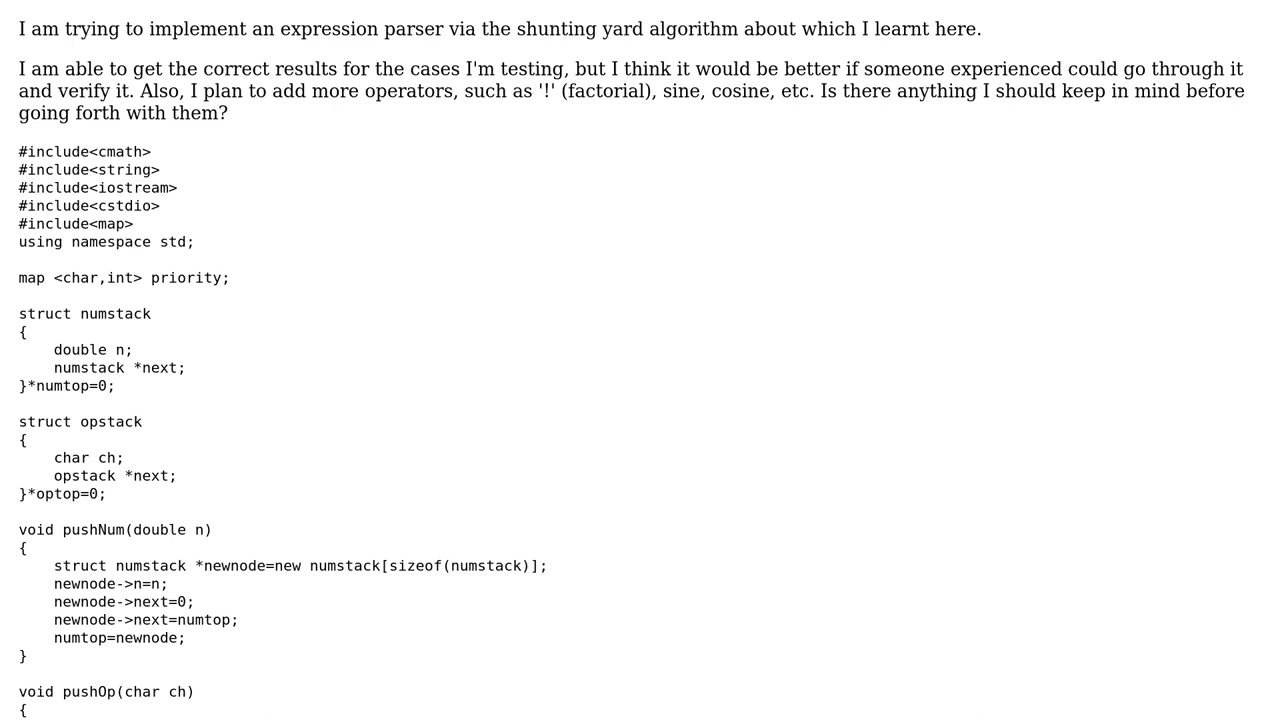 I am trying to implement an expression parser via the shunting yard algorithm about which I learnt here.
I am able to get the correct results for the cases I'm testing, but I think it would be better if someone experienced could go through it
and verify it. Also, I plan to add more operators, such as '!' (factorial), sine, cosine, etc. Is there anything I should keep in mind before
going forth with them?
#include<cmath>
#include<string>
#include<iostream>
#include<cstdio>
#include<map>
using namespace std;
map <char,int> priority;
struct numstack
{
    double n;
    numstack *next;
}*numtop=0;
struct opstack
{
    char ch;
    opstack *next;
}*optop=0;
void pushNum(double n)
{
    struct numstack *newnode=new numstack[sizeof(numstack)];
    newnode->n=n;
    newnode->next=0;
    newnode->next=numtop;
    numtop=newnode;
}
void pushOp(char ch)
{